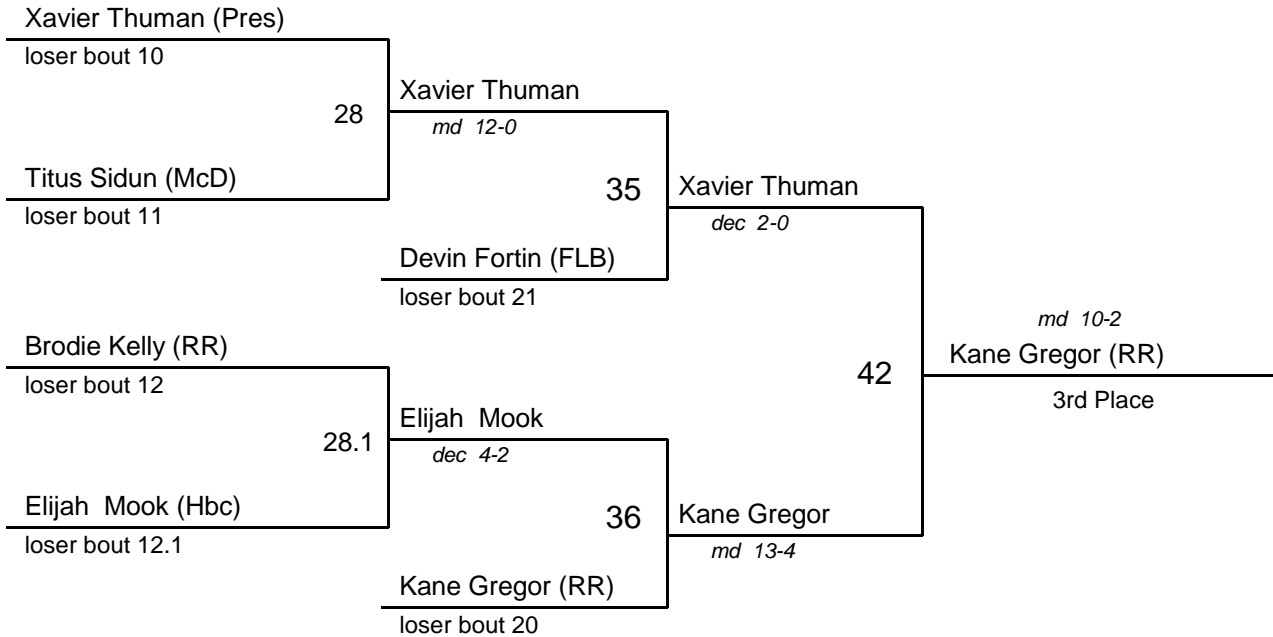 Xavier Thuman (Pres)
loser bout 10
28
Xavier Thuman
md 12-0
Titus Sidun (McD)
loser bout 11
35
Xavier Thuman
dec 2-0
Devin Fortin (FLB)
loser bout 21
Brodie Kelly (RR)
loser bout 12
42
md 10-2
Kane Gregor (RR)
3rd Place
28.1
Elijah  Mook
dec 4-2
Elijah  Mook (Hbc)
loser bout 12.1
36
Kane Gregor
md 13-4
Kane Gregor (RR)
loser bout 20